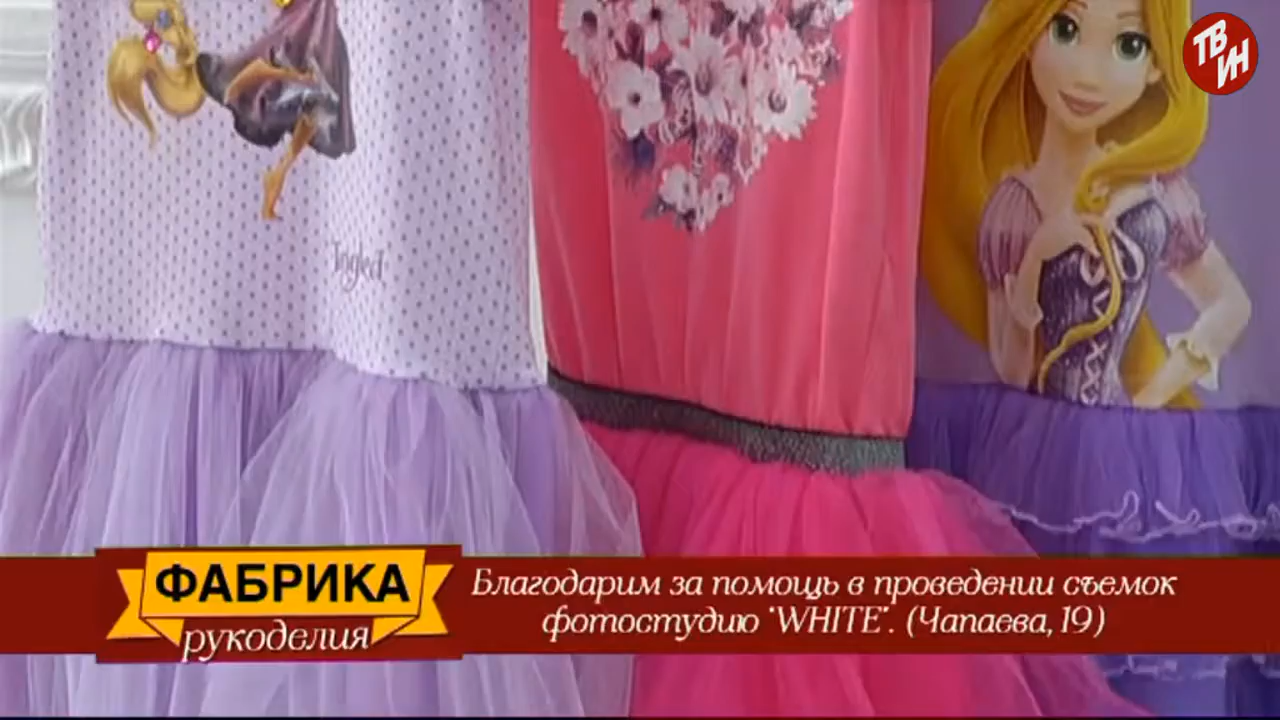 ТВ
ИН
ФАБРИКА
рукоделия
Благодарим за помощь в проведении съемок
фотостудию "WHITE". (Чапаева, 19)